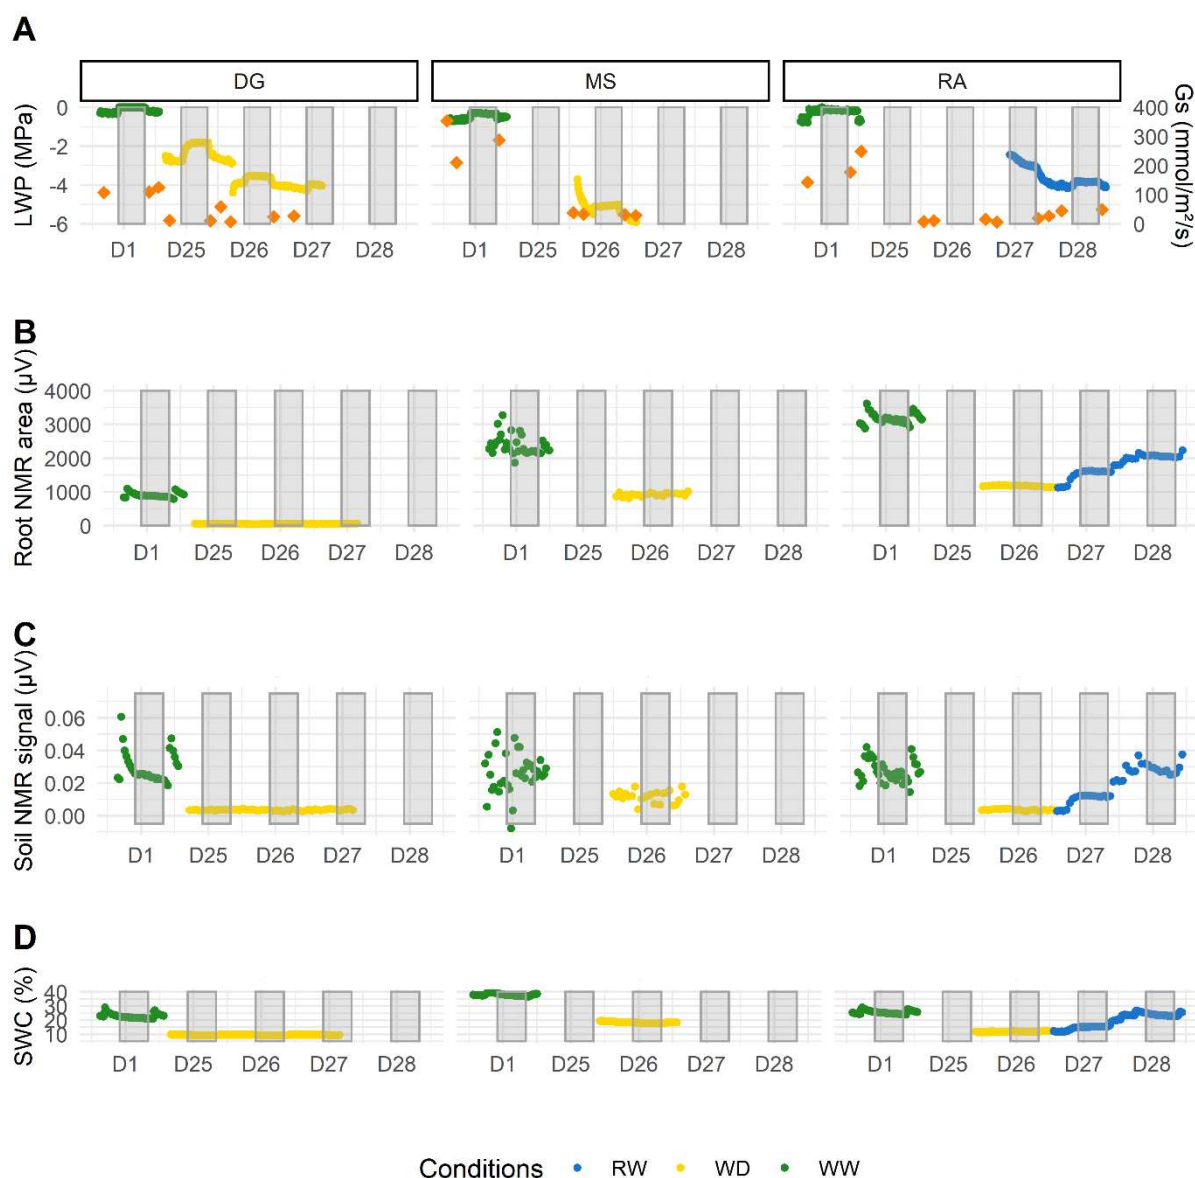 A
DG MS RA
LWP (MPa)
0
-2
-4
-6
Gs (mmol/m²/s)
400
300
200
100
0
D1 D25 D26 D27 D28 D1 D25 D26 D27 D28 D1 D25 D26 D27 D28
B
Root NMR area (µV)
4000
3000
2000
1000
0
D1 D25 D26 D27 D28 D1 D25 D26 D27 D28 D1 D25 D26 D27 D28
C
Soil NMR signal (µV)
0.06
0.04
0.02
0.00
D1 D25 D26 D27 D28 D1 D25 D26 D27 D28 D1 D25 D26 D27 D28
D
SWC (%)
40
30
20
10
D1 D25 D26 D27 D28 D1 D25 D26 D27 D28 D1 D25 D26 D27 D28
Conditions RW WD WW